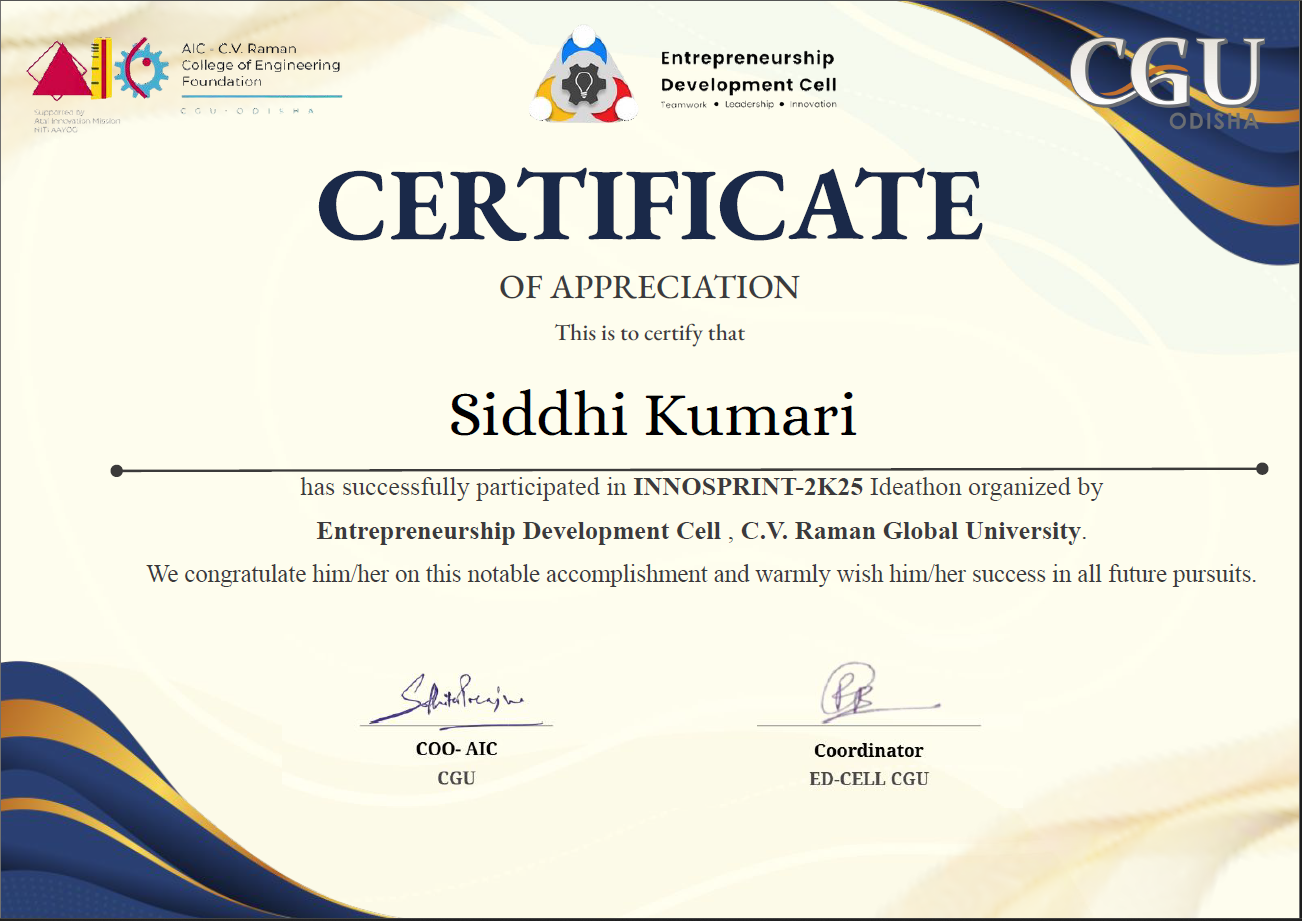 AIC - C.V. Raman
College of Engineering
Foundation
C G U - O D I S H A
Supported by
Atal Innovation Mission
NITI AAYOG
Entrepreneurship
Development Cell
Teamwork • Leadership • Innovation
CGU
ODISHA
CERTIFICATE
OF APPRECIATION
This is to certify that
Siddhi Kumari
has successfully participated in INNOSPRINT-2K25 Ideathon organized by
Entrepreneurship Development Cell , C.V. Raman Global University.
We congratulate him/her on this notable accomplishment and warmly wish him/her success in all future pursuits.
COO- AIC
CGU
Coordinator
ED-CELL CGU